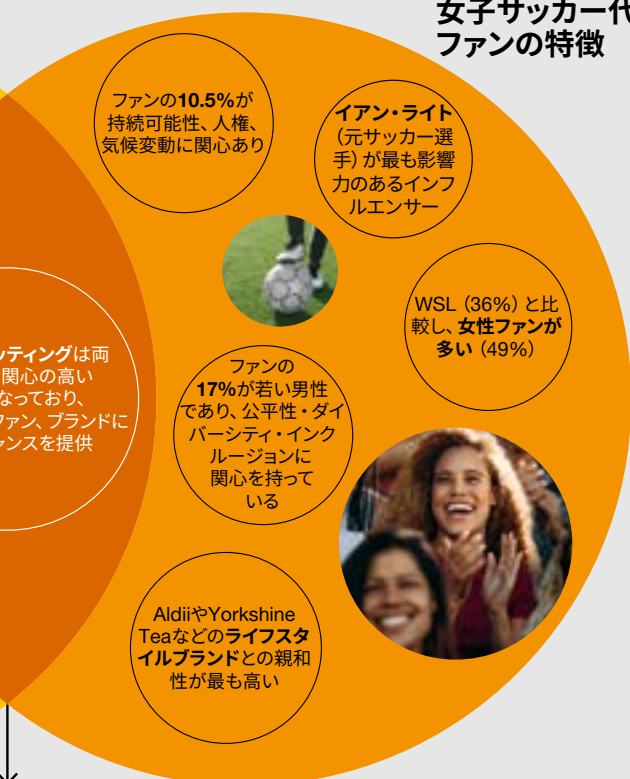 女子サッカー代
ファンの特徴
ファンの10.5%が
持続可能性、人権、
気候変動に関心あり
イアン・ライト
（元サッカー選
手）が最も影響
力のあるインフ
ルエンサー
WSL（36%）と比
較し、女性ファンが
多い（49%）
ッティングは両
関心の高い
なっており、
ファン、ブランドに
ャンスを提供
ファンの
17%が若い男性
であり、公平性・ダイ
バーシティ・インク
ルージョンに
関心を持って
いる
AldiiやYorkshine
Teaなどのライフスタ
イルブランドとの親和
性が最も高い